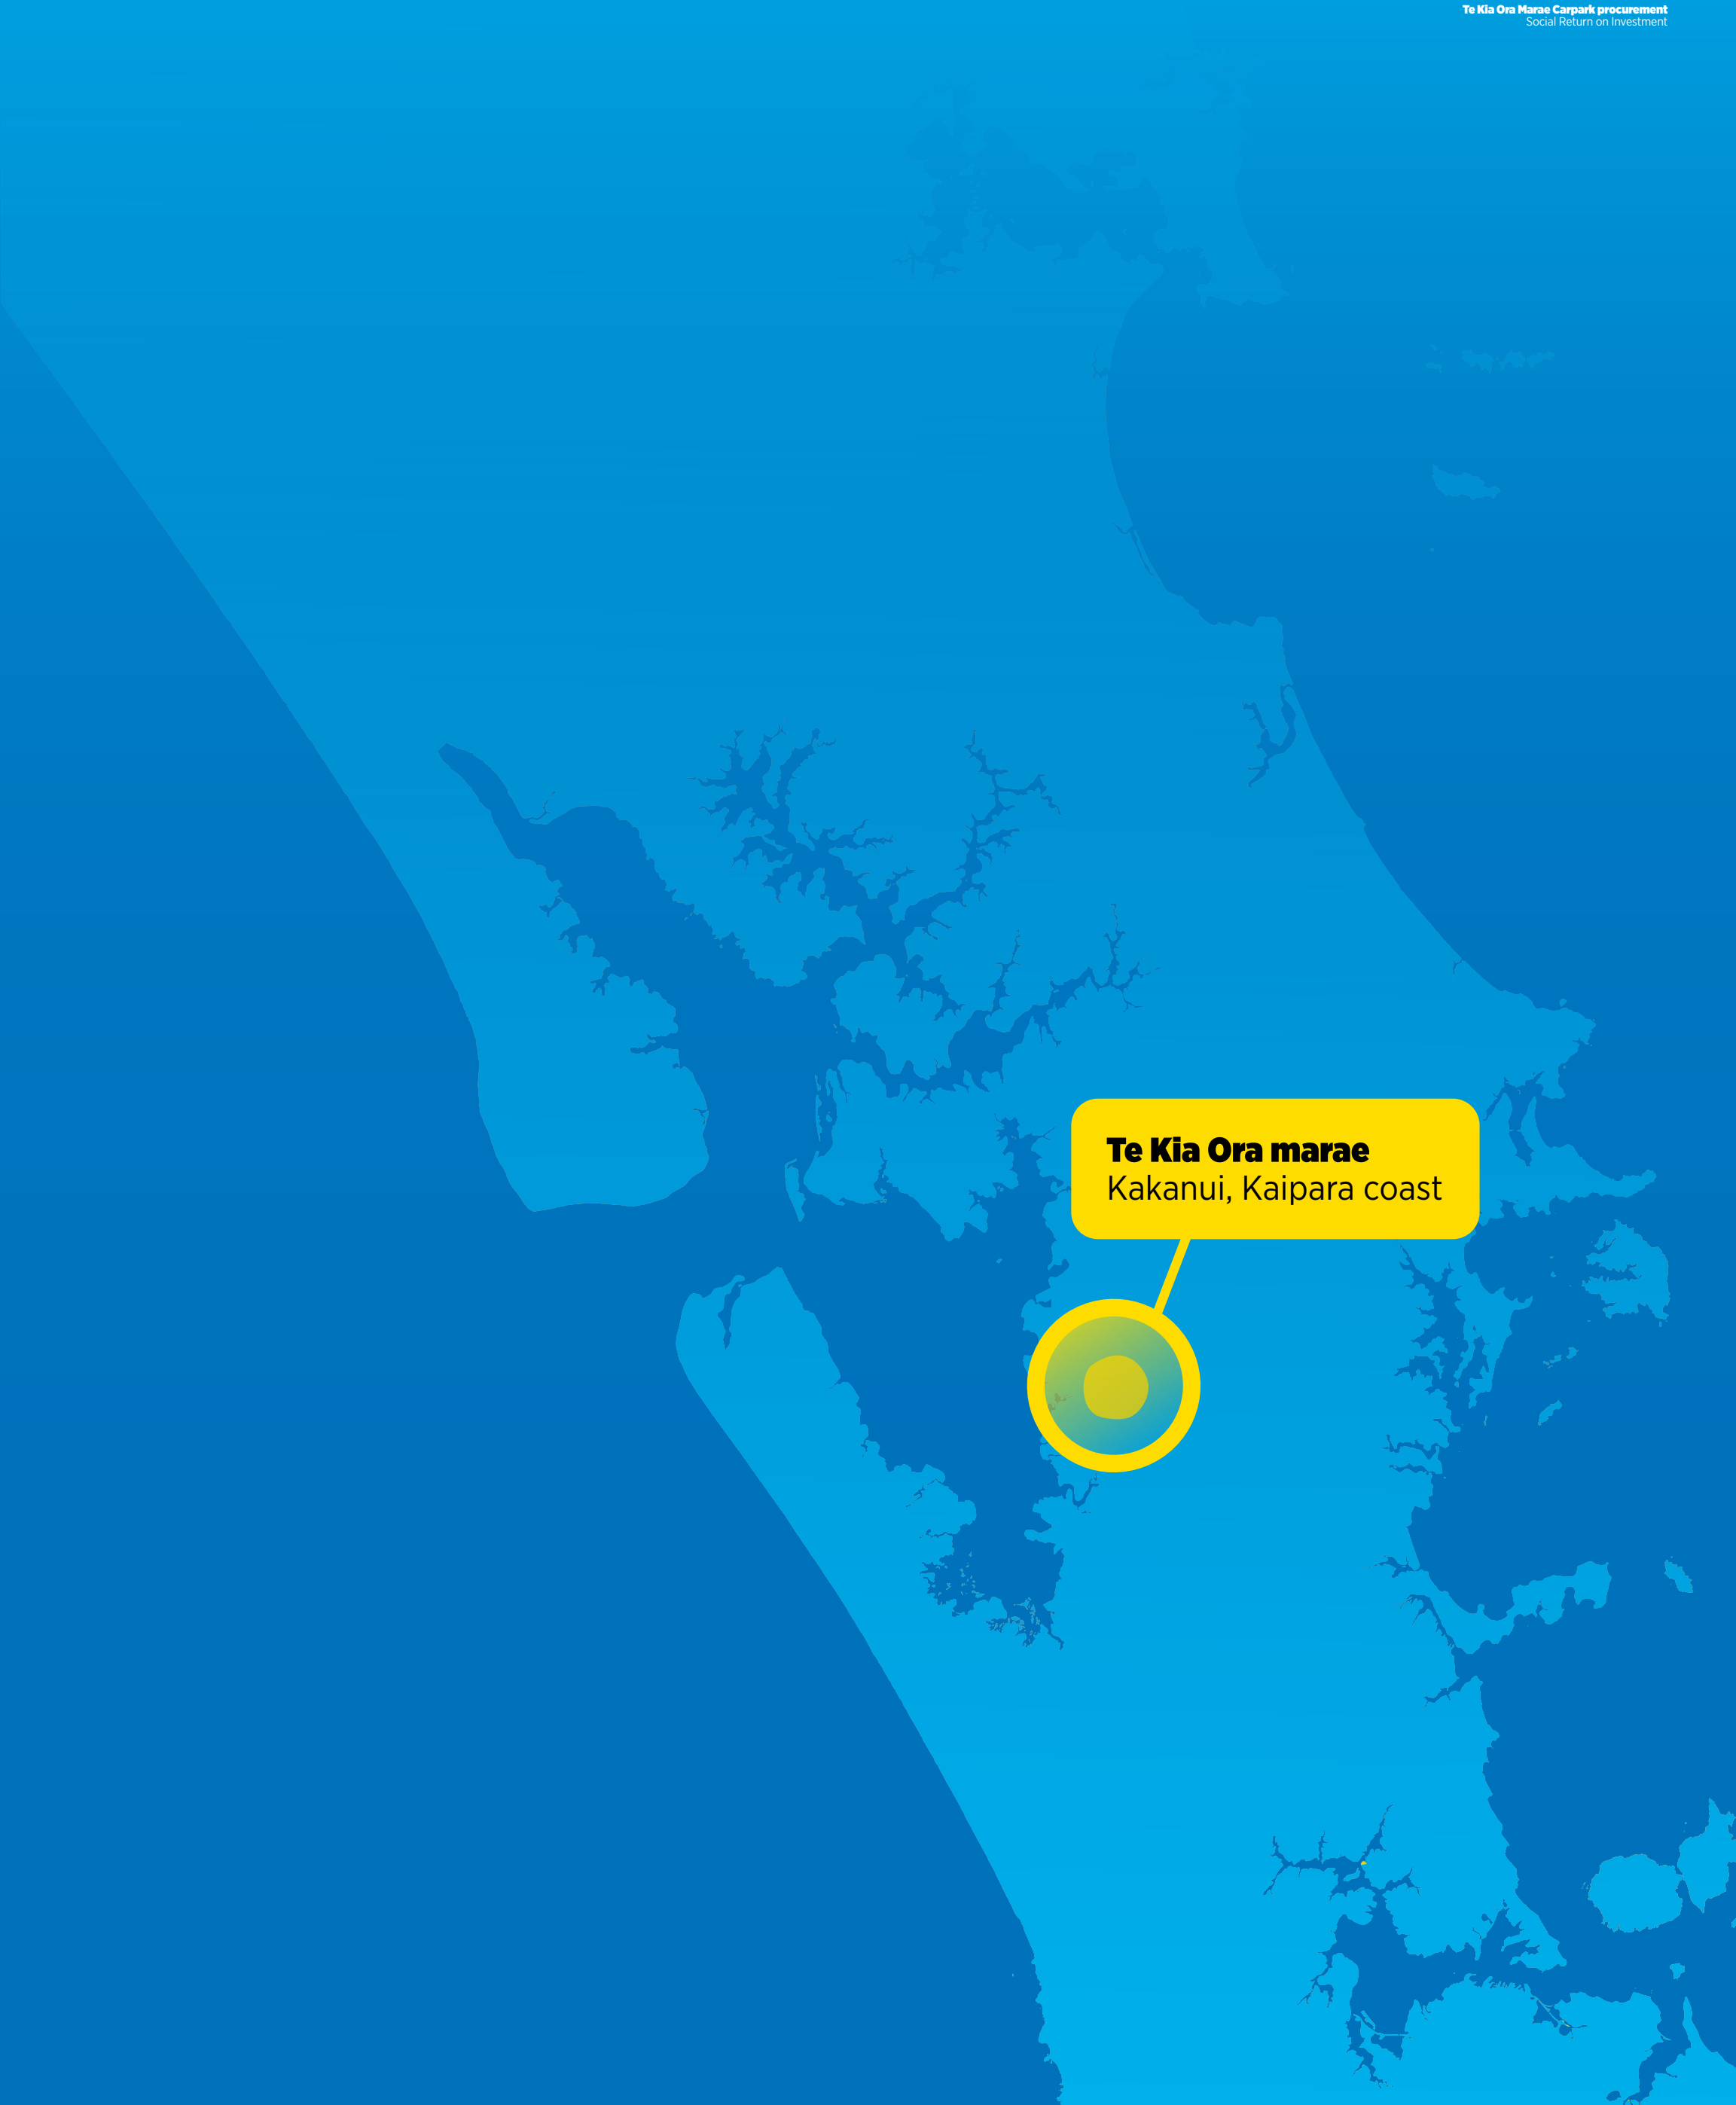 Te Kia Ora Marae Carpark procurement
Social Return on Investment
Te Kia Ora marae
Kakanui, Kaipara coast